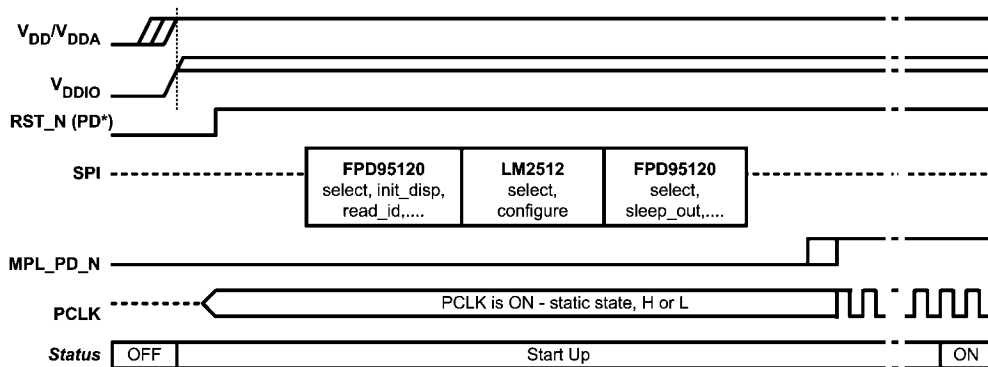 VDD/VDDA
VDDIO
RST_N (PD*)
SPI
FPD95120
select, init_disp,
read_id,....
LM2512
select,
configure
FPD95120
select,
sleep_out,....
MPL_PD_N
PCLK
PCLK is ON - static state, H or L
Status
OFF
Start Up
ON